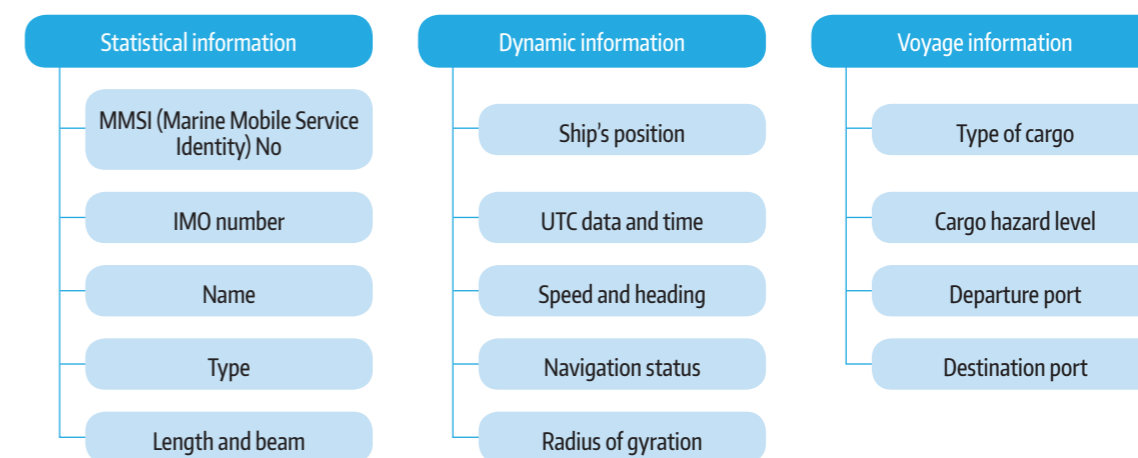 Statistical information
MMSI (Marine Mobile Service
Identity) No
IMO number
Name
Type
Length and beam
Dynamic information
Ship's position
UTC data and time
Speed and heading
Navigation status
Radius of gyration
Voyage information
Type of cargo
Cargo hazard level
Departure port
Destination port